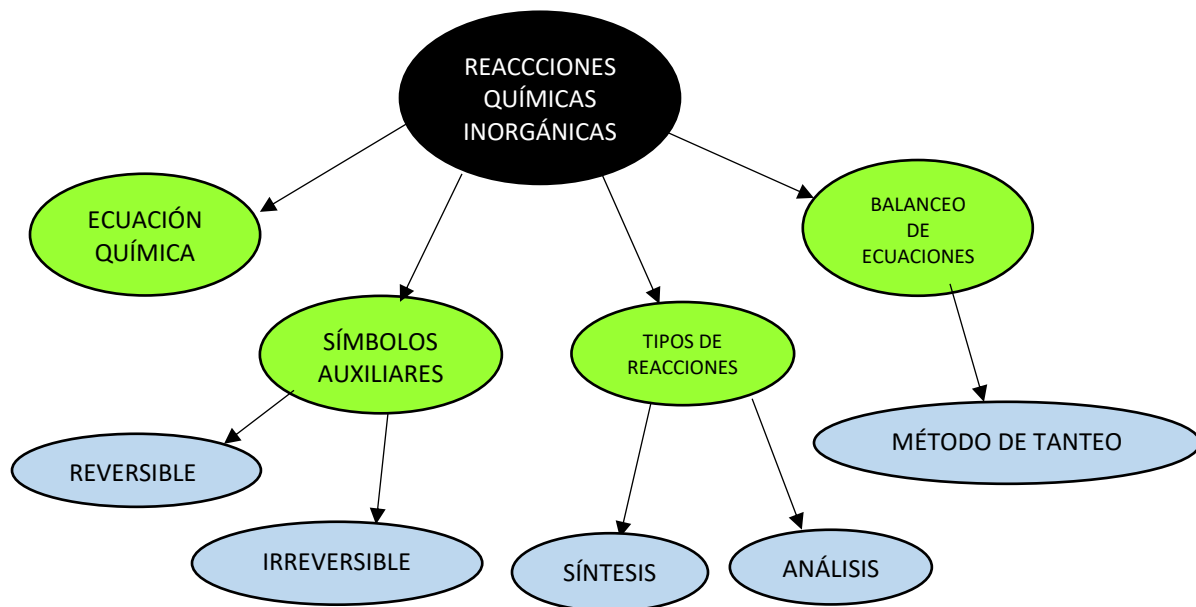 REACCCIONES
QUÍMICAS
INORGÁNICAS
ECUACIÓN
QUÍMICA
BALANCEO
DE
ECUACIONES
SÍMBOLOS
AUXILIARES
TIPOS DE
REACCIONES
REVERSIBLE
IRREVERSIBLE
SÍNTESIS
ANÁLISIS
MÉTODO DE TANTEO